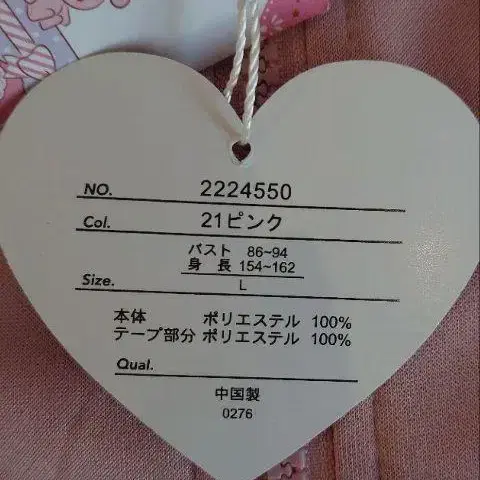 NO. 2224550
Col. 21ピンク
バスト 86~94
身 長 154~162
Size. L
本体 ポリエステル 100%
テープ部分 ポリエステル 100%
Qual.
中国製
0276